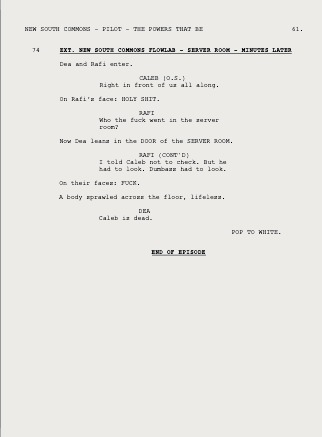 NEW SOUTH COMMONS - PILOT - THE POWERS THAT BE 61.
74 EXT. NEW SOUTH COMMONS FLOWLAB - SERVER ROOM - MINUTES LATER
Dea and Rafi enter.
CALEB (O.S.)
Right in front of us all along.
On Rafi's face: HOLY SHIT.
RAFI
Who the fuck went in the server
room?
Now Dea leans in the DOOR of the SERVER ROOM.
RAFI (CONT'D)
I told Caleb not to check. But he
had to look. Dumbass had to look.
On their faces: FUCK.
A body sprawled across the floor, lifeless.
DEA
Caleb is dead.
POP TO WHITE.
END OF EPISODE